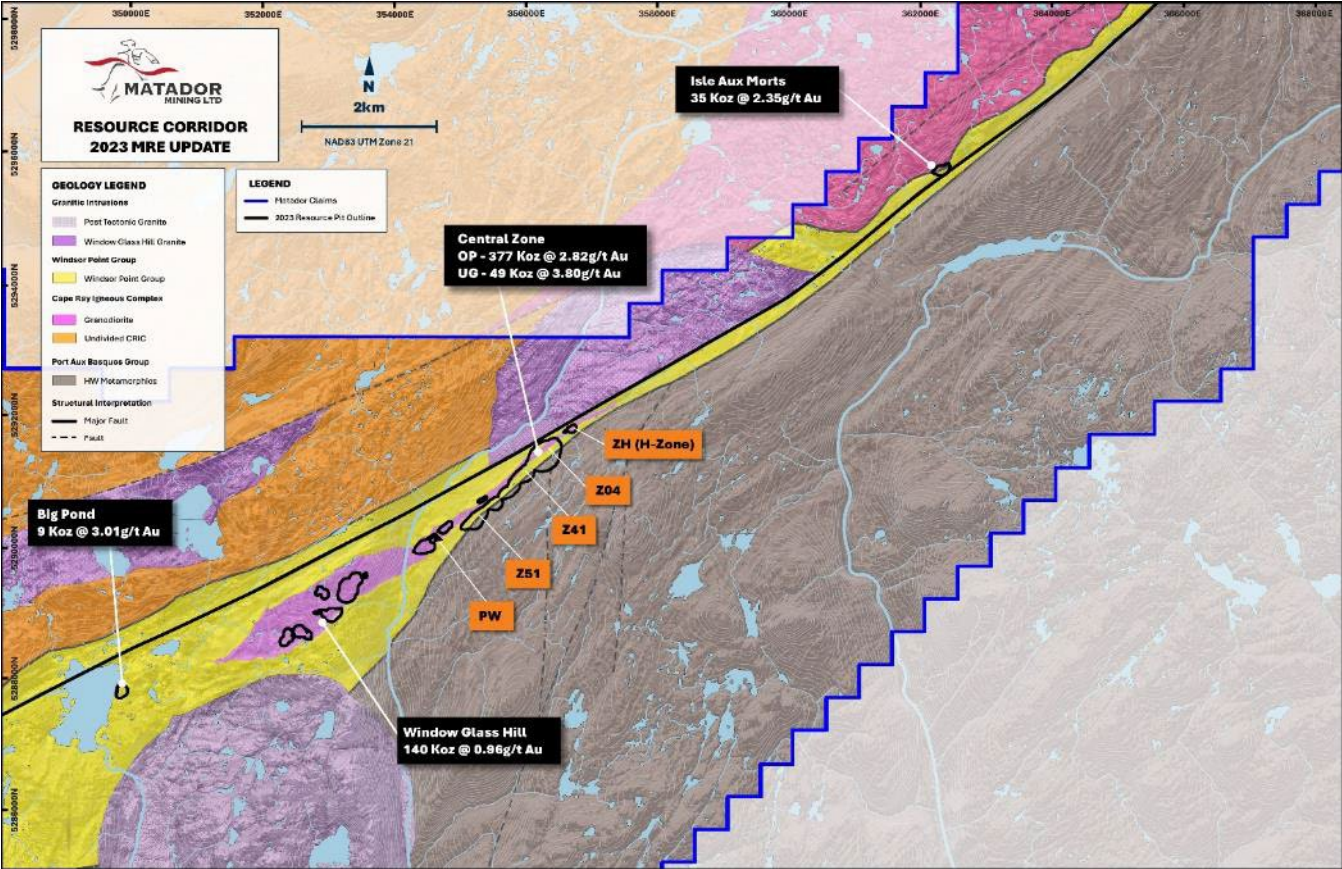 350000E
352000E
354000E
356000E
358000E
360000E
362000E
364000E
366000E
368000E
5298000N
5296000N
5294000N
5292000N
5290000N
5288000N
5286000N
MATADOR
MINING LTD
RESOURCE CORRIDOR
2023 MRE UPDATE
N
2km
NAD83 UTM Zone 21
GEOLOGY LEGEND
Granitic Intrusions
Post Tectonic Granite
Window Glass Hill Granite
Windsor Point Group
Windsor Point Group
Cape Ray Igneous Complex
Granodiorite
Undivided CRIC
Port Aux Basques Group
HW Metamorphics
Structural Interpretation
Major Fault
Fault
LEGEND
Matador Claims
2023 Resource Pit Outline
Isle Aux Morts
35 Koz @ 2.35g/t Au
Central Zone
OP - 377 Koz @ 2.82g/t Au
UG - 49 Koz @ 3.80g/t Au
ZH (H-Zone)
Z04
Z41
Z51
PW
Big Pond
9 Koz @ 3.01g/t Au
Window Glass Hill
140 Koz @ 0.96g/t Au